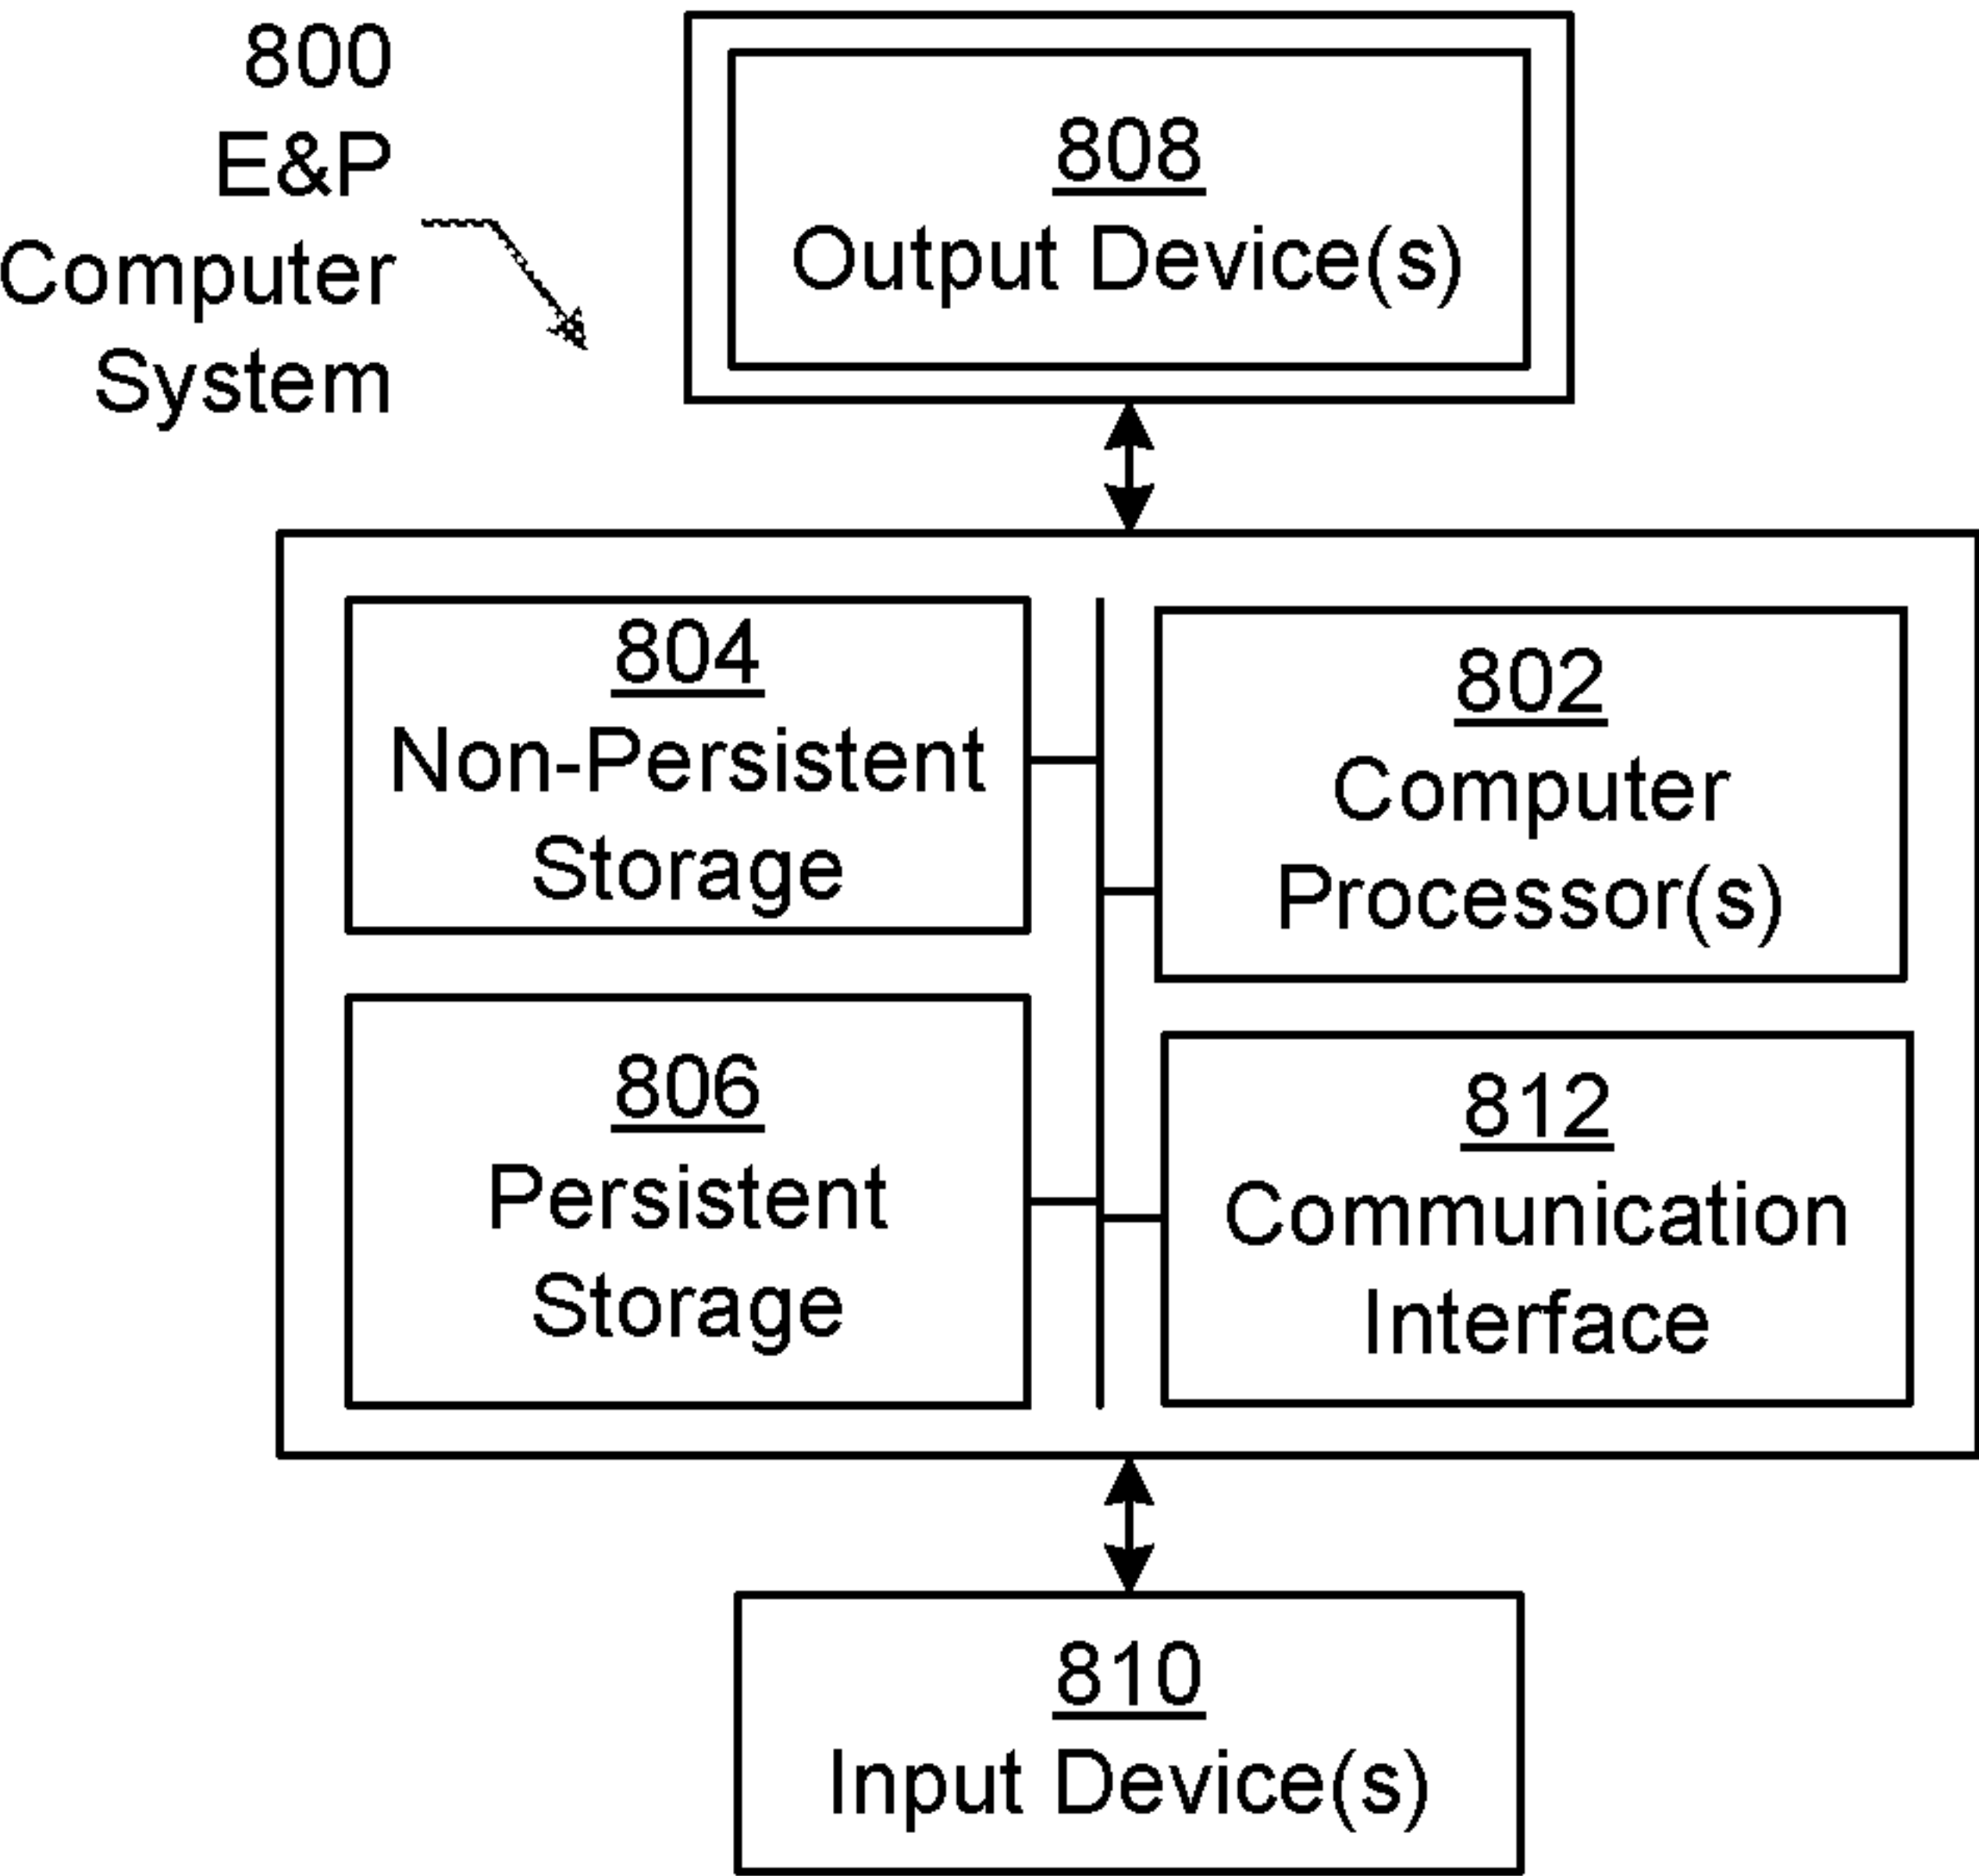 800
E&P
Computer
System
808
Output Device(s)
804
Non-Persistent
Storage
802
Computer
Processor(s)
806
Persistent
Storage
812
Communication
Interface
810
Input Device(s)